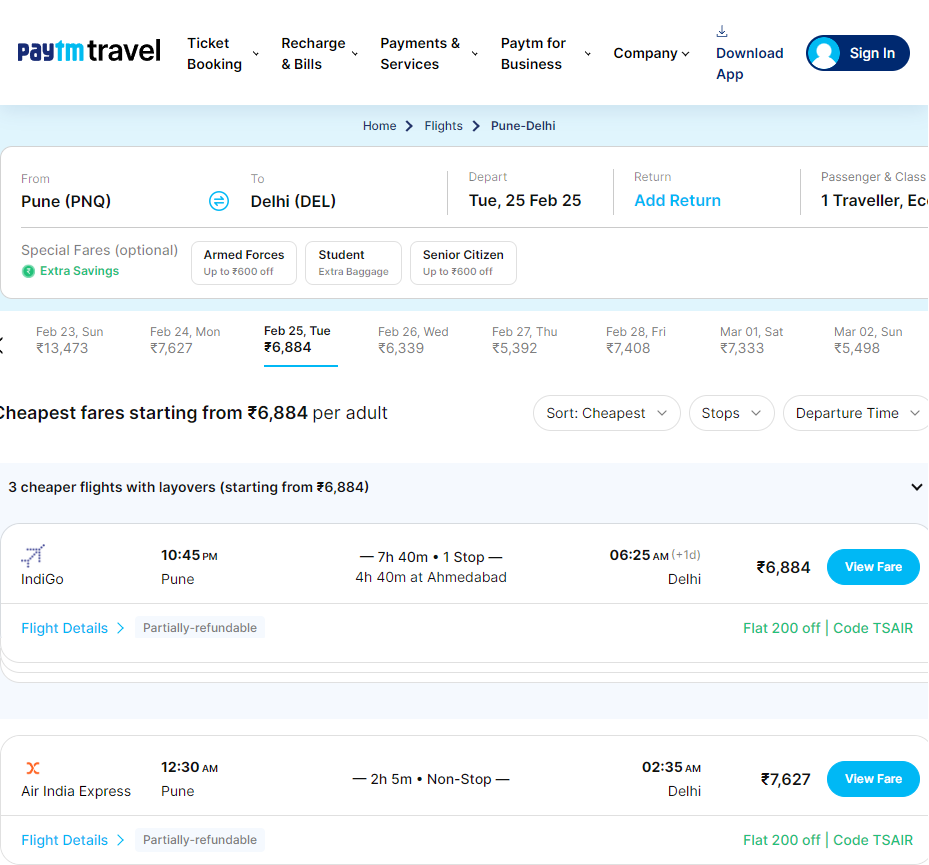 paytm travel
Ticket Booking
Recharge & Bills
Payments & Services
Paytm for Business
Company
Download App
Sign In
Home > Flights > Pune-Delhi
From
Pune (PNQ)
To
Delhi (DEL)
Depart
Tue, 25 Feb 25
Return
Add Return
Passenger & Class
1 Traveller,
Special Fares (optional)
Extra Savings
Armed Forces
Up to ₹600 off
Student
Extra Baggage
Senior Citizen
Up to ₹600 off
Feb 23, Sun
₹13,473
Feb 24, Mon
₹7,627
Feb 25, Tue
₹6,884
Feb 26, Wed
₹6,339
Feb 27, Thu
₹5,392
Feb 28, Fri
₹7,408
Mar 01, Sat
₹7,333
Mar 02, Sun
₹5,498
Cheapest fares starting from ₹6,884 per adult
Sort: Cheapest
Stops
Departure Time
3 cheaper flights with layovers (starting from ₹6,884)
IndiGo
10:45 PM
Pune
— 7h 40m • 1 Stop —
4h 40m at Ahmedabad
06:25 AM (+1d)
Delhi
₹6,884
View Fare
Flight Details >
Partially-refundable
Flat 200 off | Code TSAIR
Air India Express
12:30 AM
Pune
— 2h 5m • Non-Stop —
02:35 AM
Delhi
₹7,627
View Fare
Flight Details >
Partially-refundable
Flat 200 off | Code TSAIR